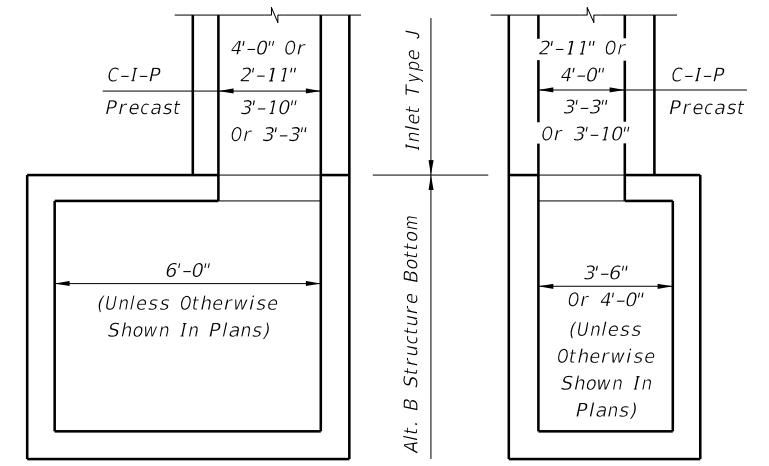 4'-0" Or
2'-11"
C-I-P
Precast
3'-10"
Or 3'-3"
6'-0"
(Unless Otherwise
Shown In Plans)
Inlet Type J
Alt. B Structure Bottom
2'-11" Or
4'-0"
C-I-P
Precast
3'-3"
Or 3'-10"
3'-6"
Or 4'-0"
(Unless
Otherwise
Shown In
Plans)